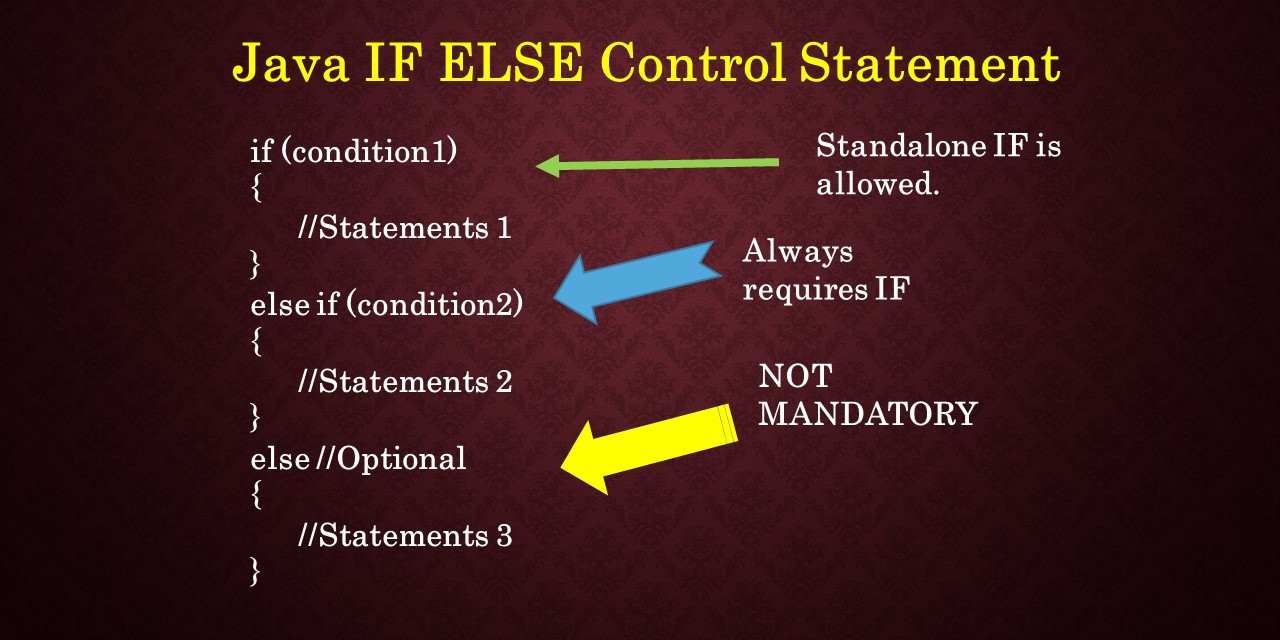 Java IF ELSE Control Statement
if (condition1)
{
//Statements 1
}
else if (condition2)
{
//Statements 2
}
else //Optional
{
//Statements 3
}
Standalone IF is
allowed.
Always
requires IF
NOT
MANDATORY